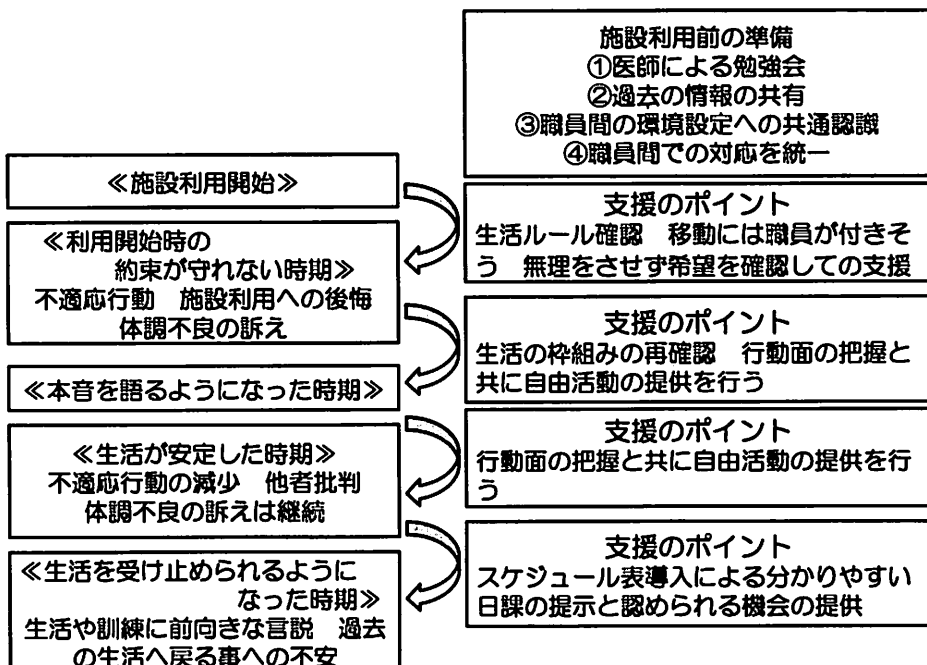 施設利用前の準備
①医師による勉強会
②過去の情報の共有
③職員間の環境設定への共通認識
④職員間での対応を統一
≪施設利用開始≫
支援のポイント
生活ルール確認　移動には職員が付きそ
う　無理をさせず希望を確認しての支援
≪利用開始時の
約束が守れない時期≫
不適応行動　施設利用への後悔
体調不良の訴え
支援のポイント
生活の枠組みの再確認　行動面の把握と
共に自由活動の提供を行う
≪本音を語るようになった時期≫
支援のポイント
行動面の把握と共に自由活動の提供を行
う
≪生活が安定した時期≫
不適応行動の減少　他者批判
体調不良の訴えは継続
支援のポイント
スケジュール表導入による分かりやすい
日課の提示と認められる機会の提供
≪生活を受け止められるように
なった時期≫
生活や訓練に前向きな言説　過去
の生活へ戻る事への不安